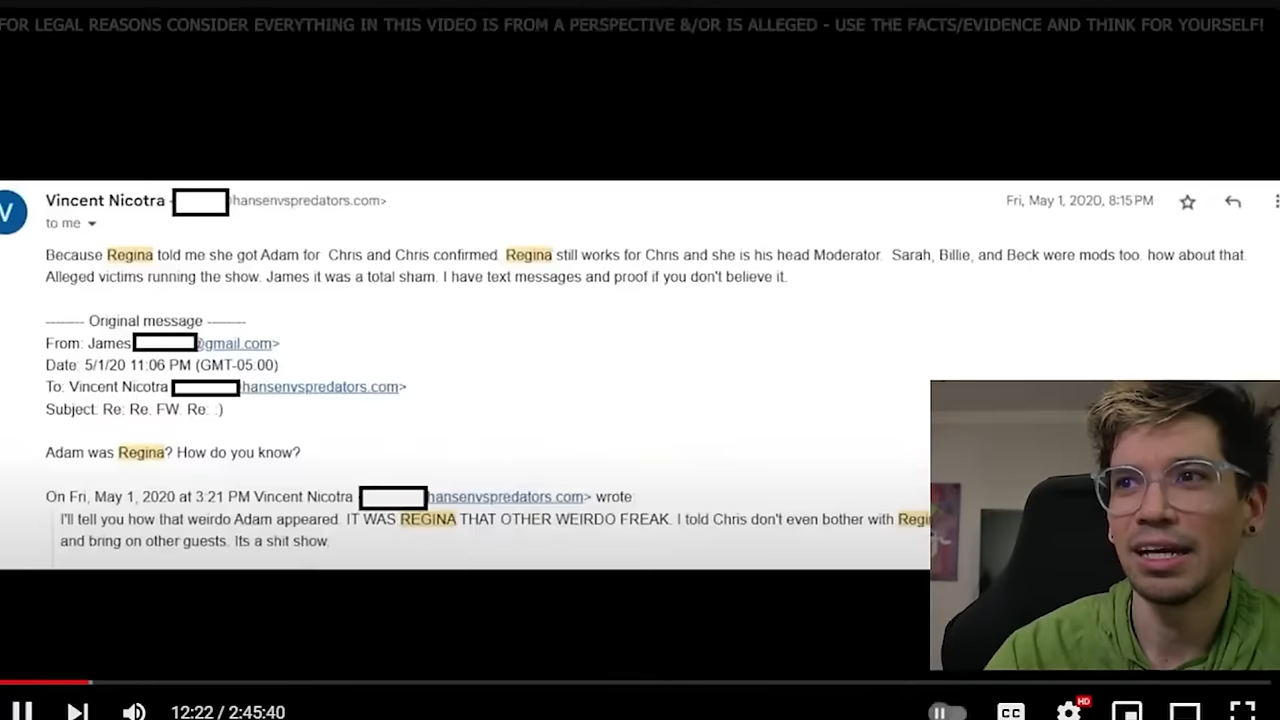 FOR LEGAL REASONS CONSIDER EVERYTHING IN THIS VIDEO IS FROM A PERSPECTIVE &/OR IS ALLEGED - USE THE FACTS/EVIDENCE AND THINK FOR YOURSELF!
V
Vincent Nicotra hansenvspredators.com>
Fri, May 1, 2020, 8:15 PM
to me
Because Regina told me she got Adam for Chris and Chris confirmed. Regina still works for Chris and she is his head Moderator. Sarah, Billie, and Beck were mods too. how about that.
Alleged victims running the show. James it was a total sham. I have text messages and proof if you don't believe it.
-------- Original message --------
From: James @gmail.com>
Date: 5/1/20 11:06 PM (GMT-05:00)
To: Vincent Nicotra hansenvspredators.com>
Subject: Re: Re: FW: Re: :)
Adam was Regina? How do you know?
On Fri, May 1, 2020 at 3:21 PM Vincent Nicotra hansenvspredators.com> wrote:
I'll tell you how that weirdo Adam appeared. IT WAS REGINA THAT OTHER WEIRDO FREAK. I told Chris don't even bother with Regi
and bring on other guests. Its a shit show.
12:22 / 2:45:40
CC
HD